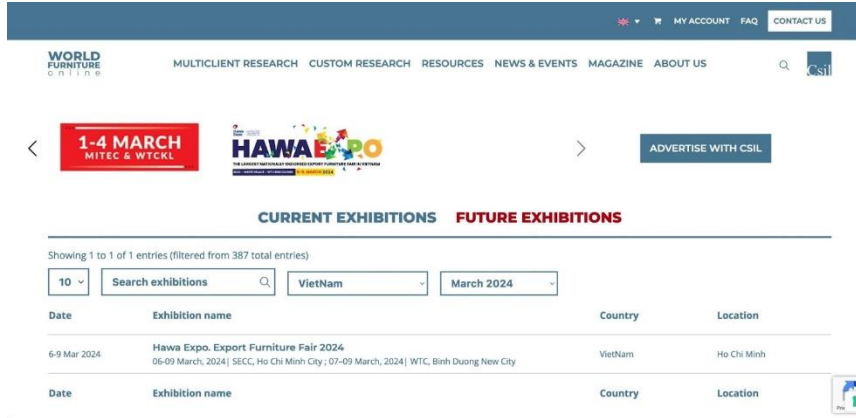 MY ACCOUNT FAQ CONTACT US
WORLD
FURNITURE
online
MULTICLIENT RESEARCH CUSTOM RESEARCH RESOURCES NEWS & EVENTS MAGAZINE ABOUT US
Csil
1-4 MARCH
MITEC & WTCKL
HAWA EXPO
THE LARGEST NATIONALLY ENDORSED EXPORT FURNITURE FAIR IN VIETNAM
ADVERTISE WITH CSIL
CURRENT EXHIBITIONS FUTURE EXHIBITIONS
Showing 1 to 1 of 1 entries (filtered from 387 total entries)
10 Search exhibitions VietNam March 2024
Date Exhibition name Country Location
6-9 Mar 2024 Hawa Expo. Export Furniture Fair 2024 VietNam Ho Chi Minh
06-09 March, 2024| SECC, Ho Chi Minh City ; 07–09 March, 2024| WTC, Binh Duong New City
Date Exhibition name Country Location